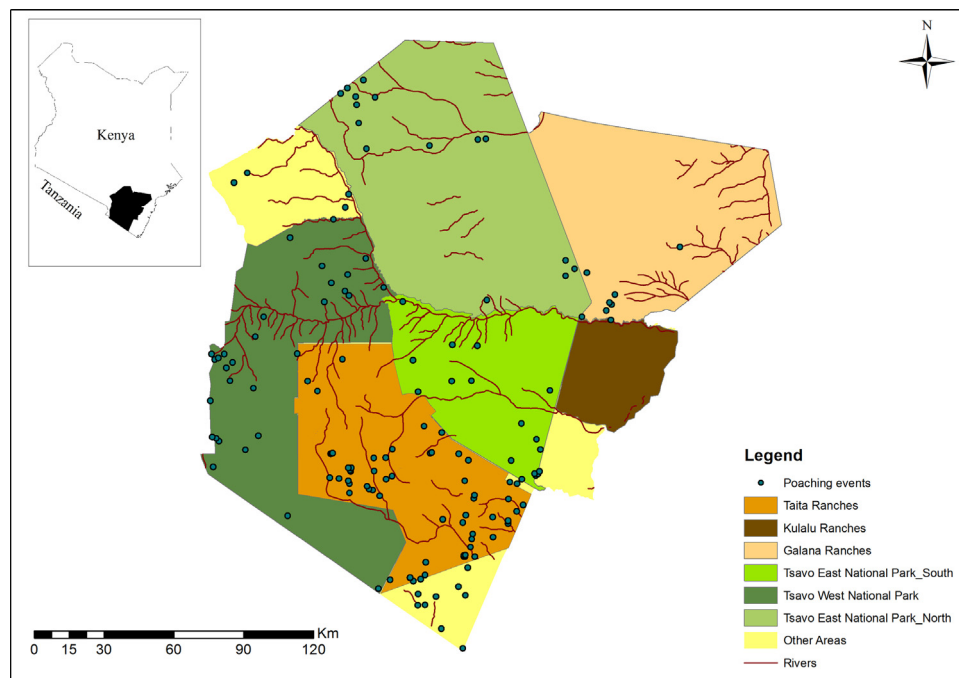 N
Kenya
Tanzania
Legend
Poaching events
Taita Ranches
Kulalu Ranches
Galana Ranches
Tsavo East National Park_South
Tsavo West National Park
Tsavo East National Park_North
Other Areas
Rivers
Km
0 15 30 60 90 120